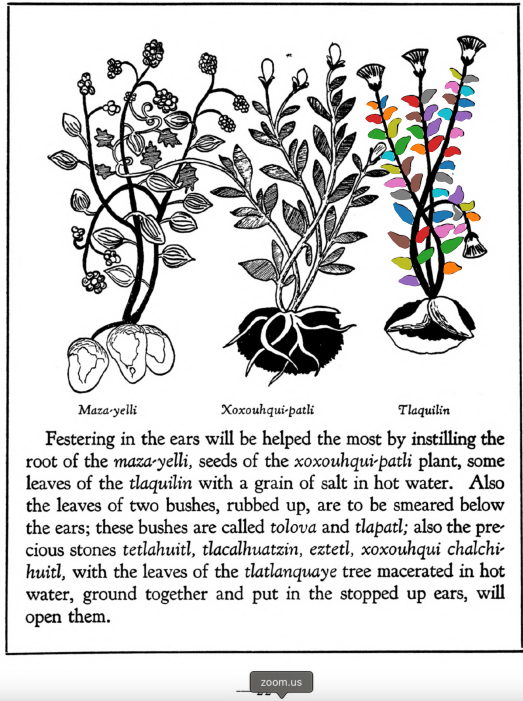 Maza-yelli
Xoxouhqui-patli
Tlaquilin
Festering in the ears will be helped the most by instilling the
root of the maza-yelli, seeds of the xoxouhqui-patli plant, some
leaves of the tlaquilin with a grain of salt in hot water. Also
the leaves of two bushes, rubbed up, are to be smeared below
the ears; these bushes are called tolova and tlapatl; also the pre-
cious stones tetlahuitl, tlacalhuatzin, eztetl, xoxouhqui chalchi-
huitl, with the leaves of the tlatlanquaye tree macerated in hot
water, ground together and put in the stopped up ears, will
open them.
zoom.us